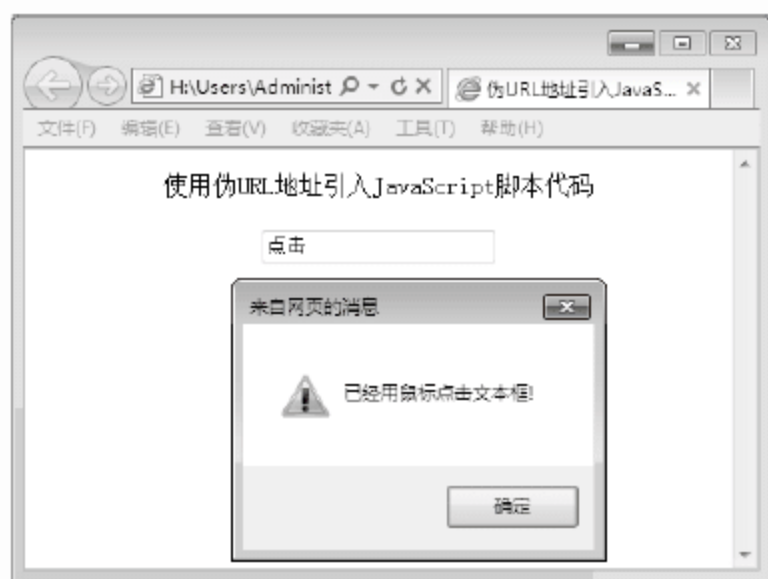 H:\Users\Administ
伪URL地址引入JavaS...
文件(F) 编辑(E) 查看(V) 收藏夹(A) 工具(T) 帮助(H)
使用伪URL地址引入JavaScript脚本代码
点击
来自网页的消息
已经用鼠标点击文本框!
确定